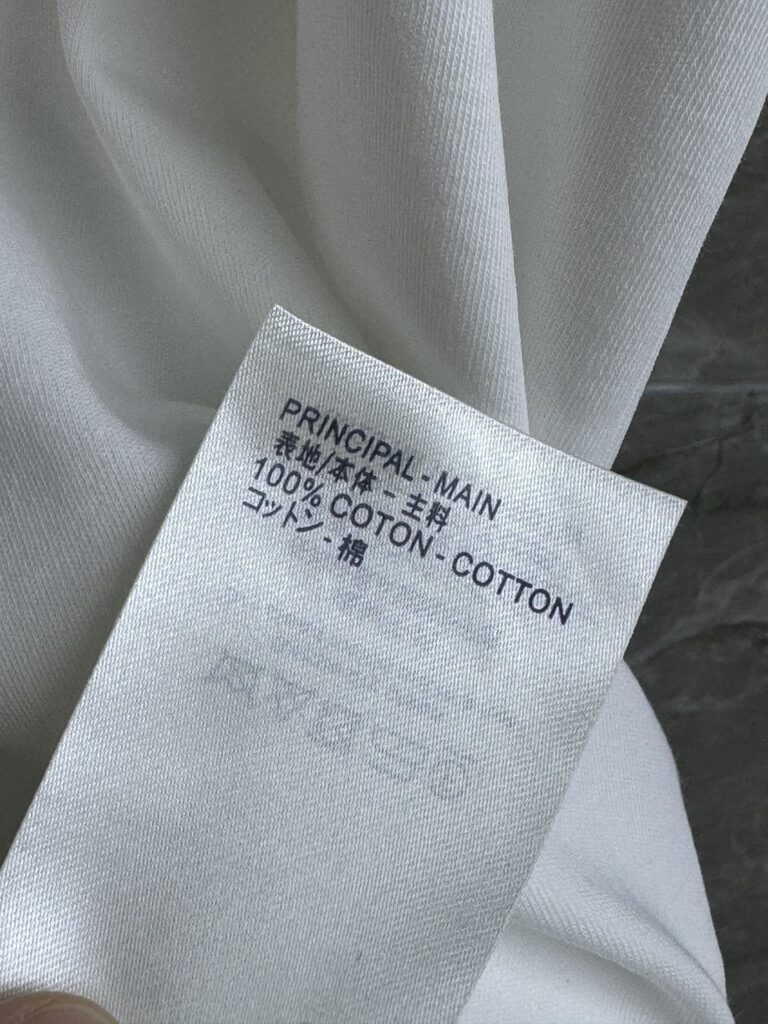 PRINCIPAL - MAIN
表地/本体 - 主料
100% COTON - COTTON
コットン - 棉